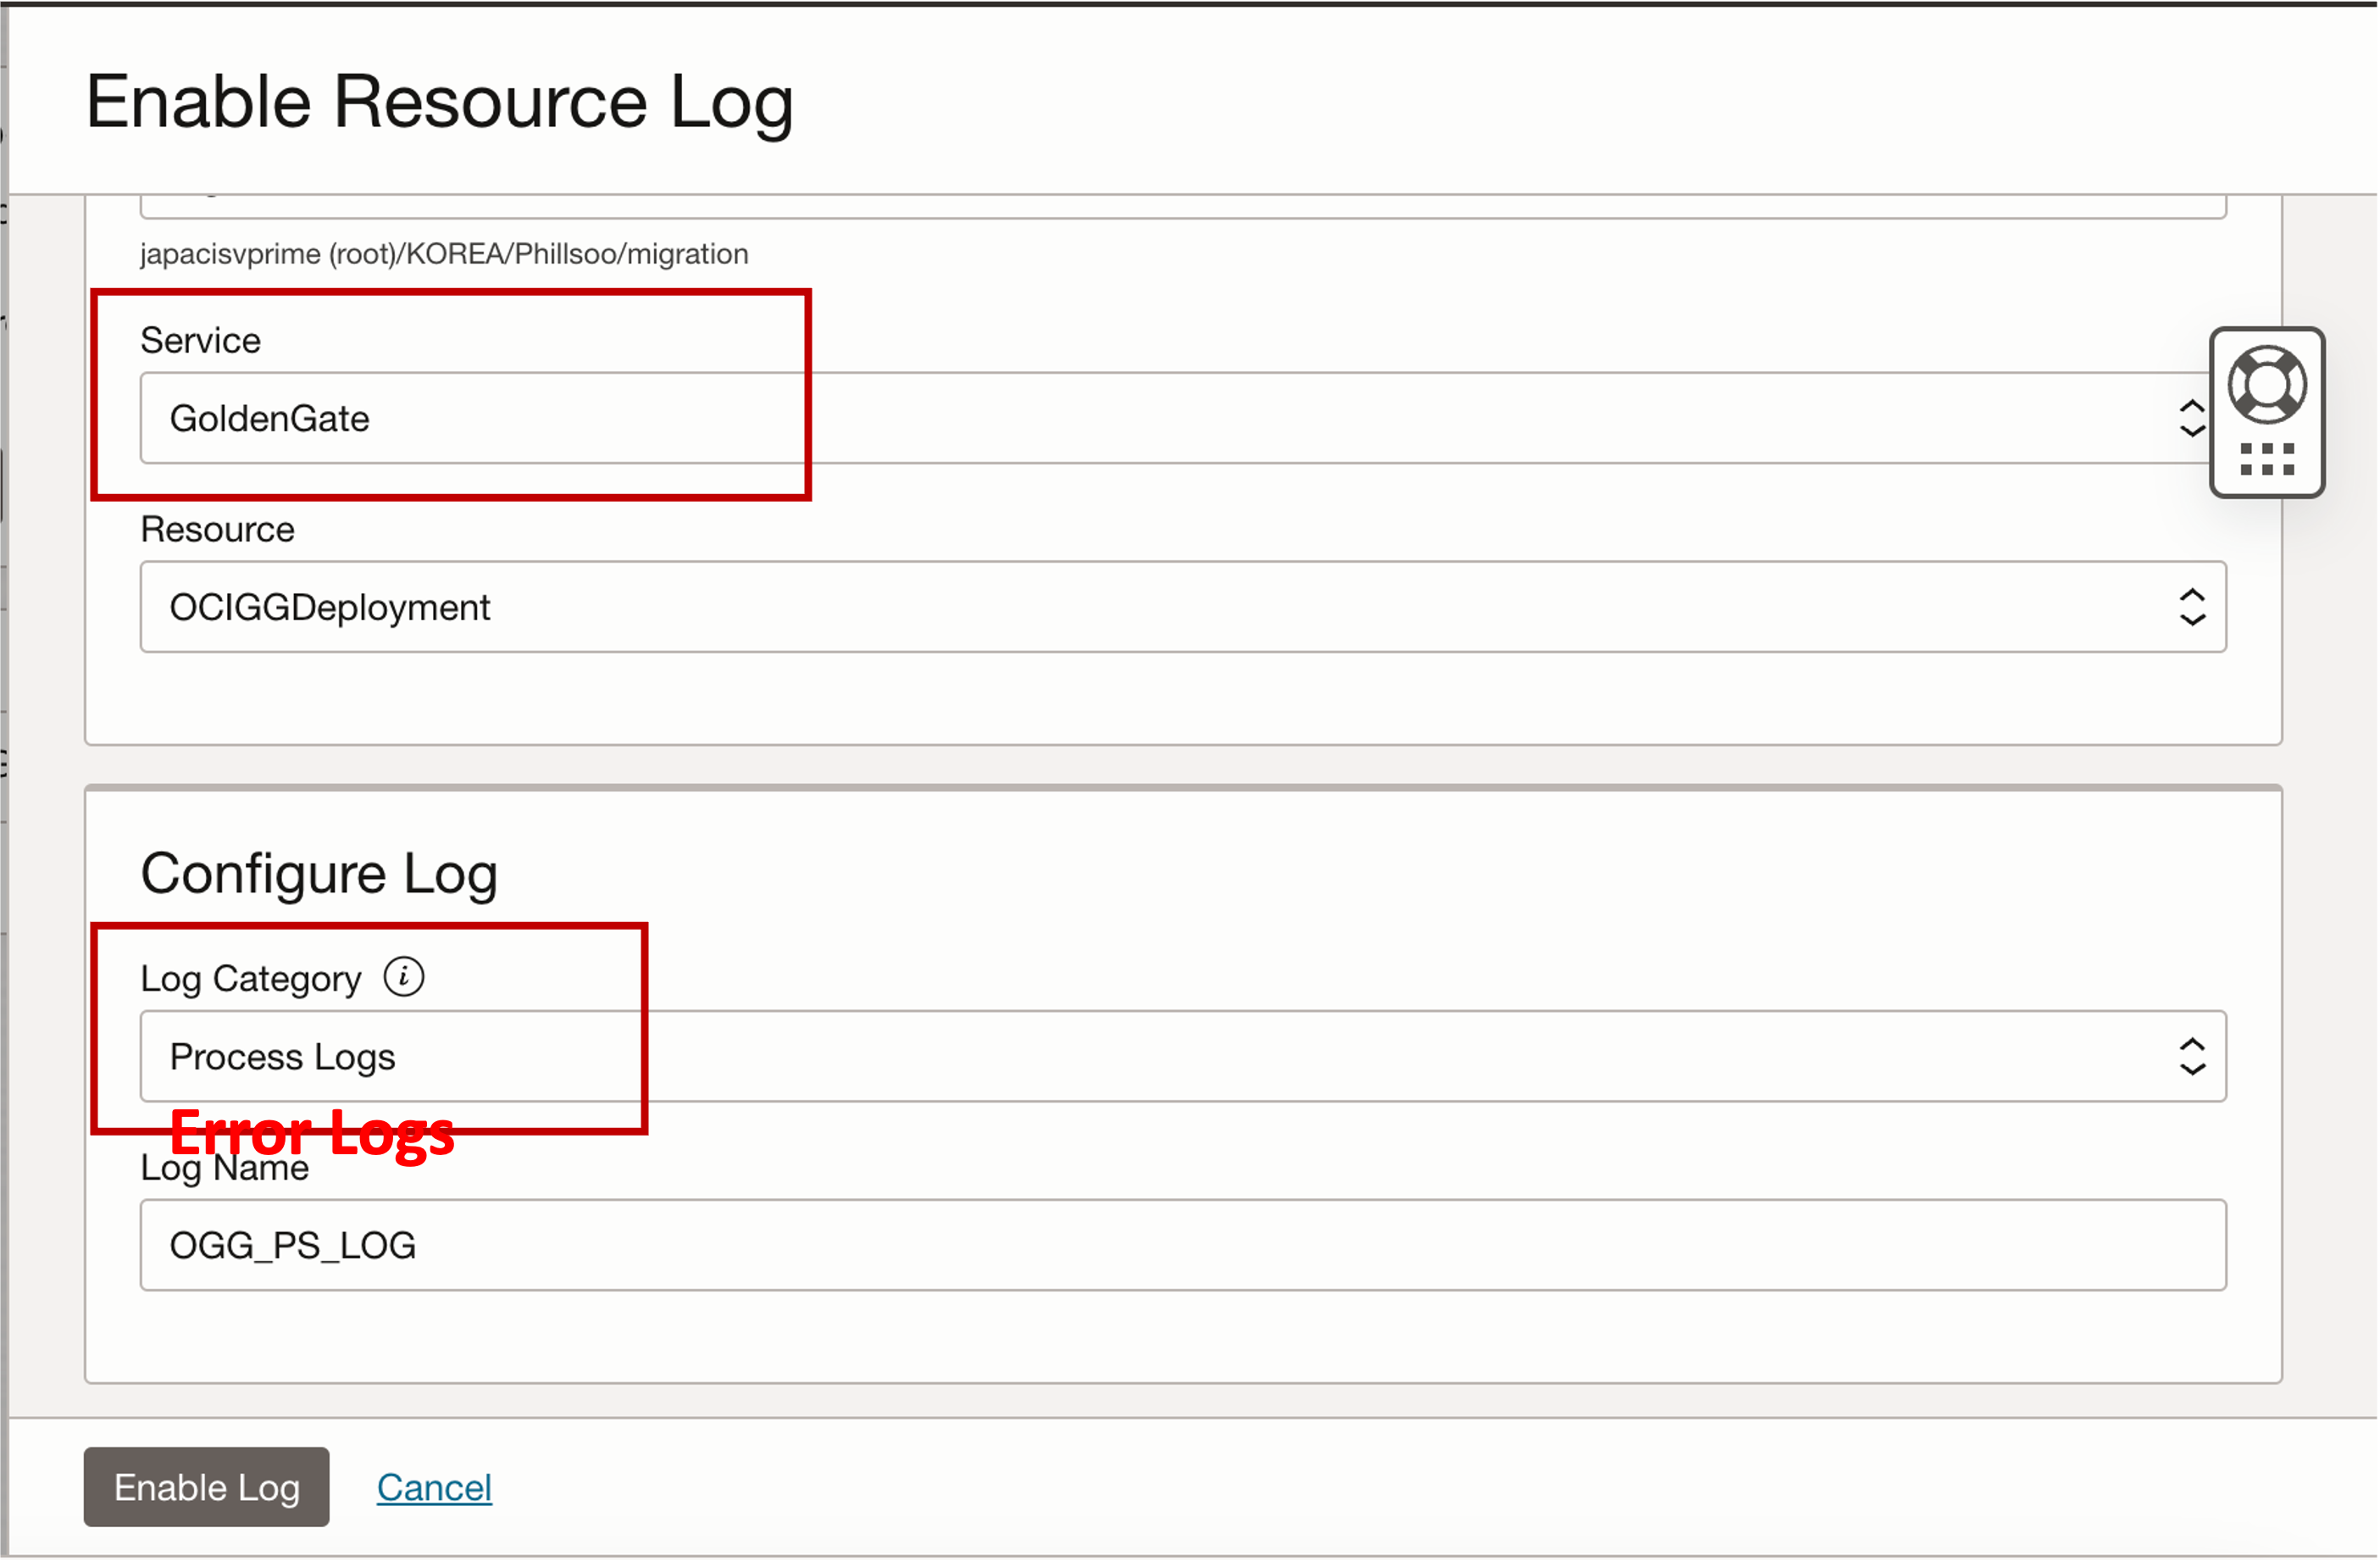 Enable Resource Log
japacisvprime (root)/KOREA/Phillsoo/migration
Service
GoldenGate
Resource
OCIGGDeployment
Configure Log
Log Category
Process Logs
Error Logs
Log Name
OGG_PS_LOG
Enable Log
Cancel